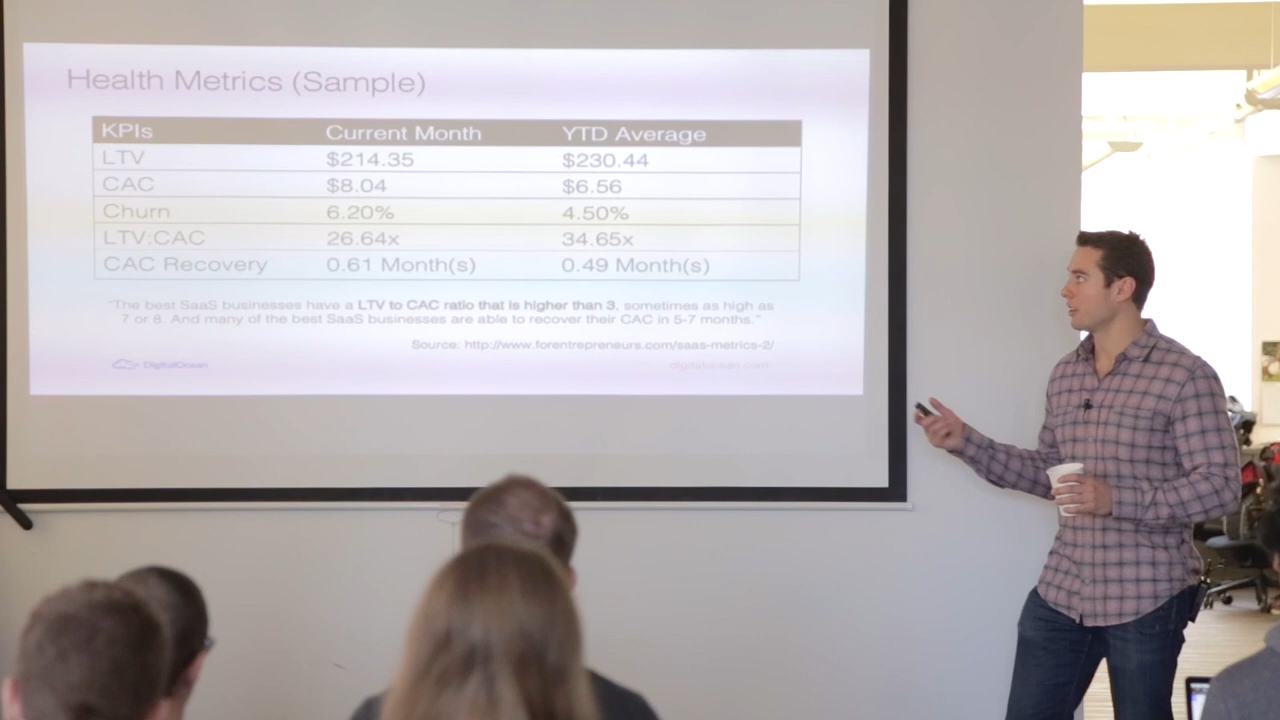 Health Metrics (Sample)
KPIs Current Month YTD Average
LTV $214.35 $230.44
CAC $8.04 $6.56
Churn 6.20% 4.50%
LTV:CAC 26.64x 34.65x
CAC Recovery 0.61 Month(s) 0.49 Month(s)
"The best SaaS businesses have a LTV to CAC ratio that is higher than 3, sometimes as high as
7 or 8. And many of the best SaaS businesses are able to recover their CAC in 5-7 months."
Source: http://www.forentrepreneurs.com/saas-metrics-2/
DigitalOcean digitalocean.com